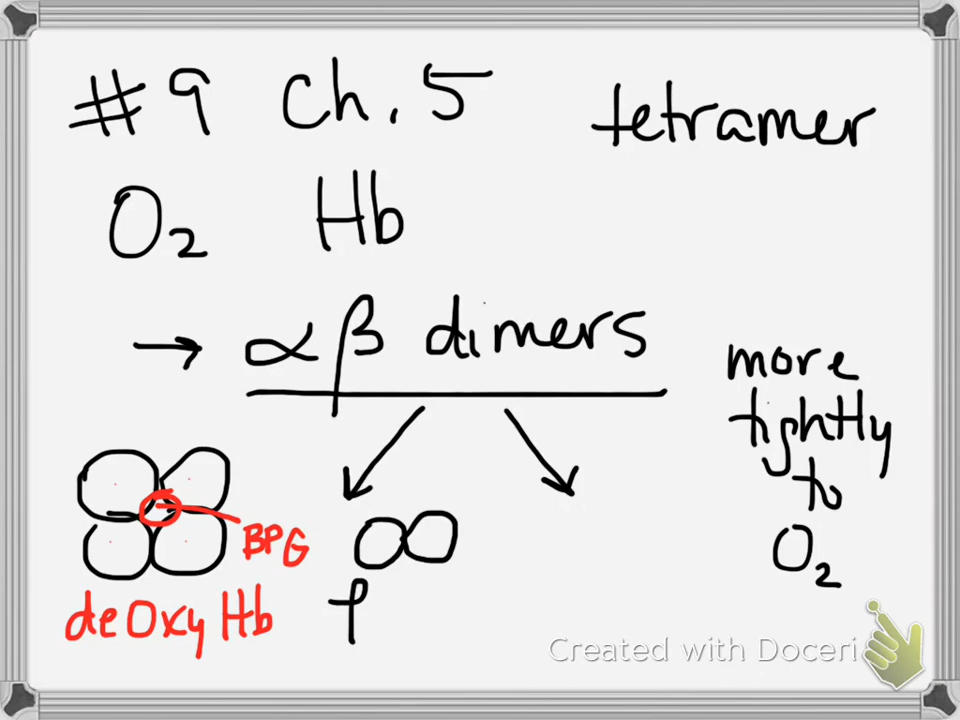 #9 Ch. 5
tetramer
O2 Hb
→ αβ dimers
more
tightly
to
O2
BPG
deoxy Hb
Created with Doceri